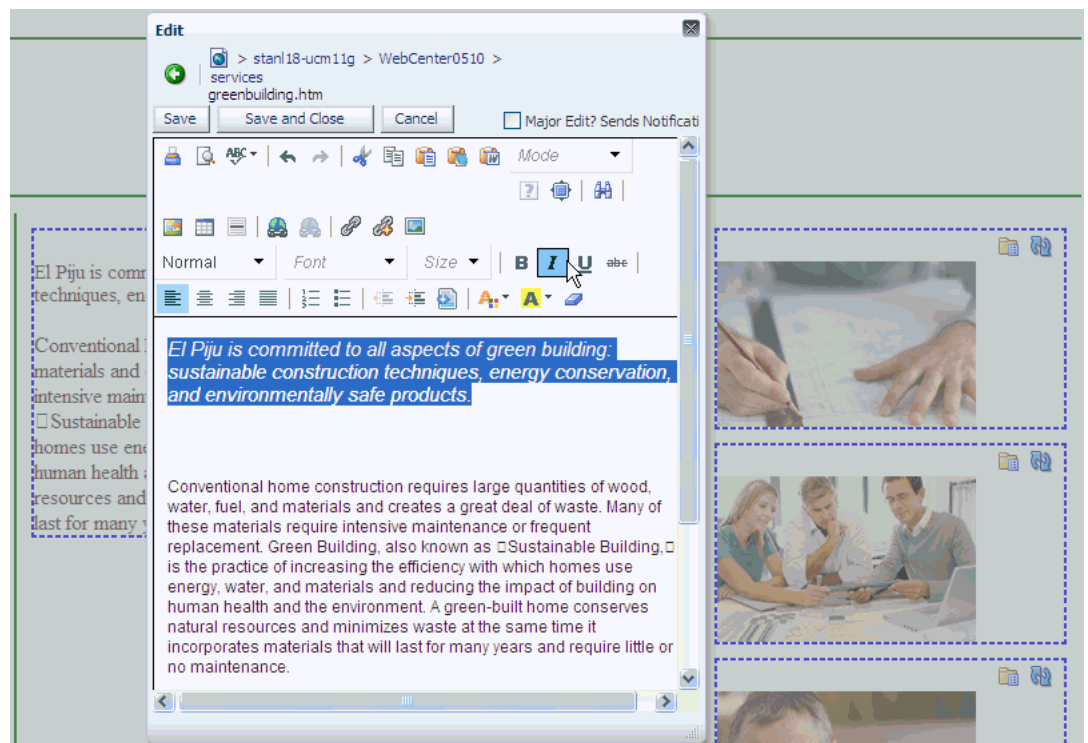 Edit
> stanl18-ucm11g > WebCenter0510 >
services
greenbuilding.htm
Save Save and Close Cancel Major Edit? Sends Notificati
ABC Mode
Normal Font Size B I U abc
A A
El Piju is committed to all aspects of green building:
sustainable construction techniques, energy conservation,
and environmentally safe products.
Conventional home construction requires large quantities of wood,
water, fuel, and materials and creates a great deal of waste. Many of
these materials require intensive maintenance or frequent
replacement. Green Building, also known as □Sustainable Building,□
is the practice of increasing the efficiency with which homes use
energy, water, and materials and reducing the impact of building on
human health and the environment. A green-built home conserves
natural resources and minimizes waste at the same time it
incorporates materials that will last for many years and require little or
no maintenance.
El Piju is comm
techniques, en
Conventional
materials and
intensive main
□Sustainable
homes use ene
human health
resources and
last for many